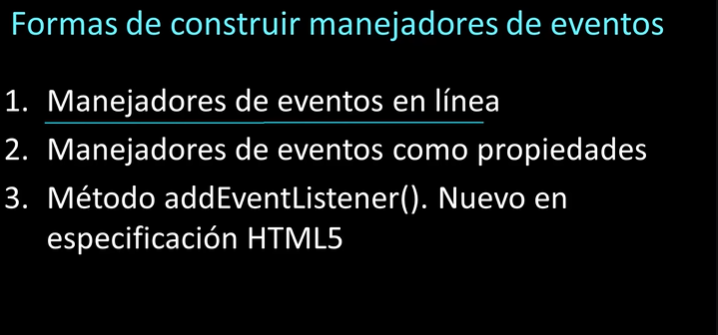 Formas de construir manejadores de eventos
1. Manejadores de eventos en línea
2. Manejadores de eventos como propiedades
3. Método addEventListener(). Nuevo en
especificación HTML5